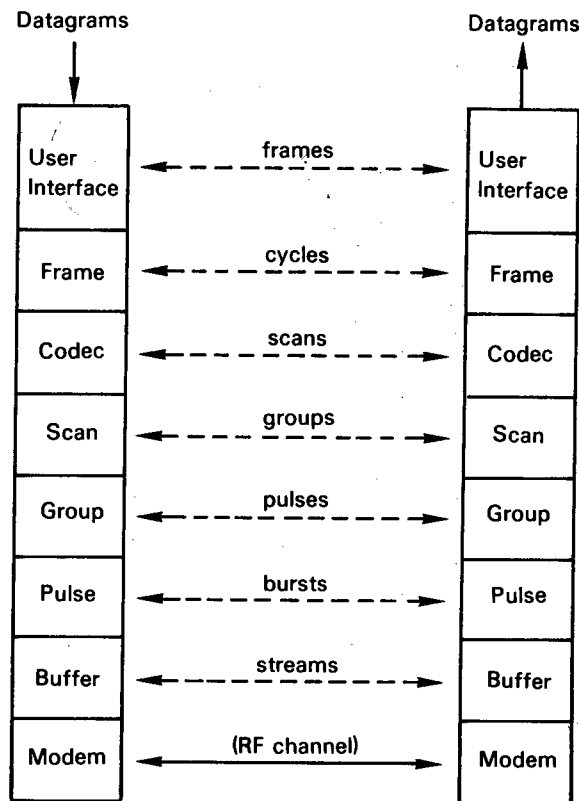 Datagrams Datagrams
User
Interface
frames
User
Interface
Frame
cycles
Frame
Codec
scans
Codec
Scan
groups
Scan
Group
pulses
Group
Pulse
bursts
Pulse
Buffer
streams
Buffer
Modem
(RF channel)
Modem